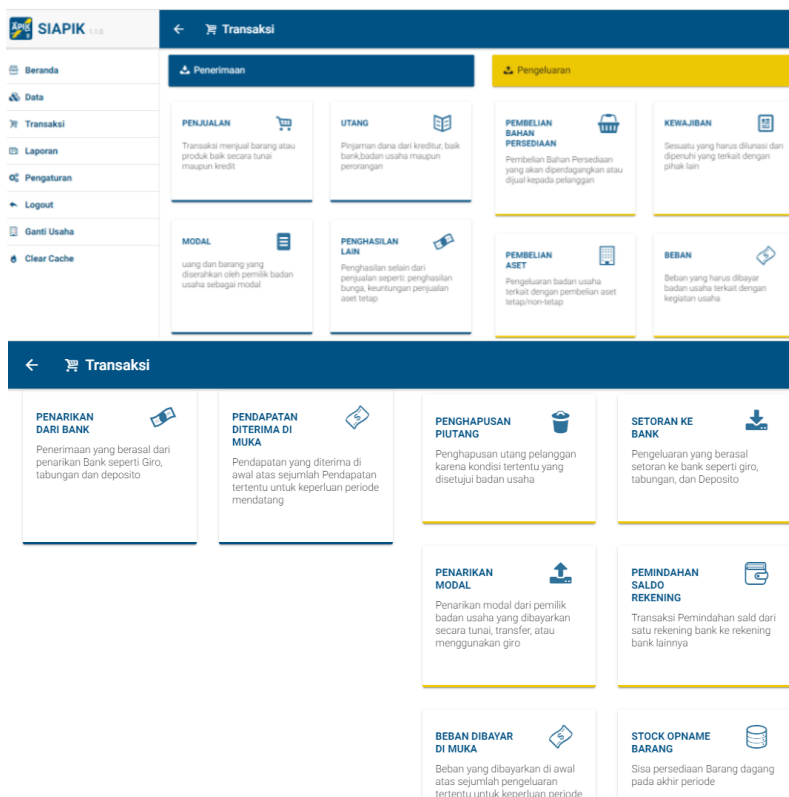 SIAPIK 1.1.0
Transaksi
Beranda
Data
Transaksi
Laporan
Pengaturan
Logout
Ganti Usaha
Clear Cache
Penerimaan
Pengeluaran
PENJUALAN
Transaksi menjual barang atau
produk baik secara tunai
maupun kredit
UTANG
Pinjaman dana dari kreditur, baik
bank,badan usaha maupun
perorangan
PEMBELIAN
BAHAN
PERSEDIAAN
Pembelian Bahan Persediaan
yang akan diperdagangkan atau
dijual kepada pelanggan
KEWAJIBAN
Sesuatu yang harus dilunasi dan
dipenuhi yang terkait dengan
pihak lain
MODAL
uang dan barang yang
diserahkan oleh pemilik badan
usaha sebagai modal
PENGHASILAN
LAIN
Penghasilan selain dari
penjualan seperti: penghasilan
bunga, keuntungan penjualan
aset tetap
PEMBELIAN
ASET
Pengeluaran badan usaha
terkait dengan pembelian aset
tetap/non-tetap
BEBAN
Beban yang harus dibayar
badan usaha terkait dengan
kegiatan usaha
Transaksi
PENARIKAN
DARI BANK
Penerimaan yang berasal dari
penarikan Bank seperti Giro,
tabungan dan deposito
PENDAPATAN
DITERIMA DI
MUKA
Pendapatan yang diterima di
awal atas sejumlah Pendapatan
tertentu untuk keperluan periode
mendatang
PENGHAPUSAN
PIUTANG
Penghapusan utang pelanggan
karena kondisi tertentu yang
disetujui badan usaha
SETORAN KE
BANK
Pengeluaran yang berasal
setoran ke bank seperti giro,
tabungan, dan Deposito
PENARIKAN
MODAL
Penarikan modal dari pemilik
badan usaha yang dibayarkan
secara tunai, transfer, atau
menggunakan giro
PEMINDAHAN
SALDO
REKENING
Transaksi Pemindahan sald dari
satu rekening bank ke rekening
bank lainnya
BEBAN DIBAYAR
DI MUKA
Beban yang dibayarkan di awal
atas sejumlah pengeluaran
tertentu untuk keperluan periode
STOCK OPNAME
BARANG
Sisa persediaan Barang dagang
pada akhir periode